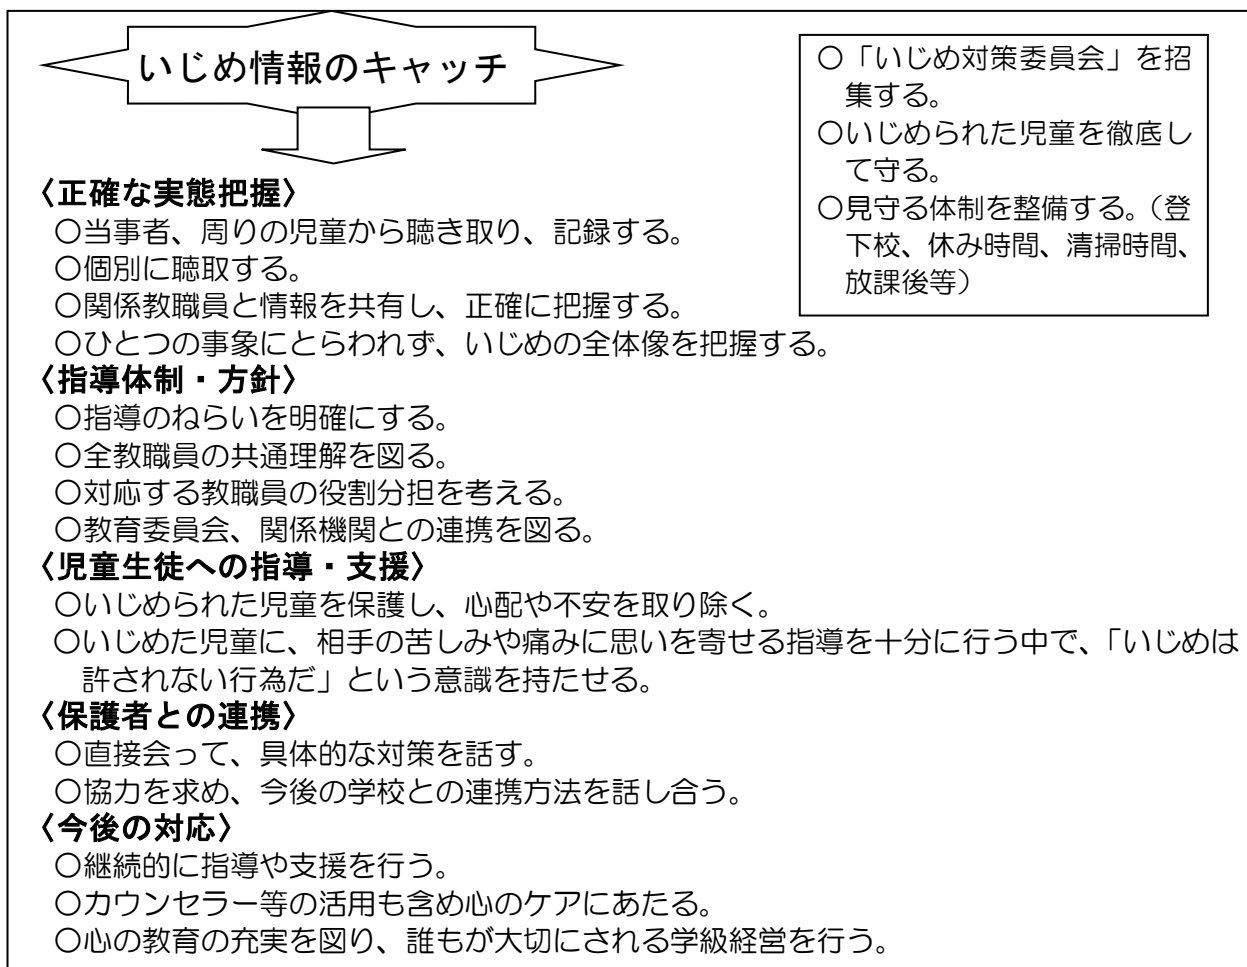 いじめ情報のキャッチ
○「いじめ対策委員会」を招
集する。
○いじめられた児童を徹底し
て守る。
○見守る体制を整備する。（登
下校、休み時間、清掃時間、
放課後等）
〈正確な実態把握〉
○当事者、周りの児童から聴き取り、記録する。
○個別に聴取する。
○関係教職員と情報を共有し、正確に把握する。
○ひとつの事象にとらわれず、いじめの全体像を把握する。
〈指導体制・方針〉
○指導のねらいを明確にする。
○全教職員の共通理解を図る。
○対応する教職員の役割分担を考える。
○教育委員会、関係機関との連携を図る。
〈児童生徒への指導・支援〉
○いじめられた児童を保護し、心配や不安を取り除く。
○いじめた児童に、相手の苦しみや痛みに思いを寄せる指導を十分に行う中で、「いじめは
許されない行為だ」という意識を持たせる。
〈保護者との連携〉
○直接会って、具体的な対策を話す。
○協力を求め、今後の学校との連携方法を話し合う。
〈今後の対応〉
○継続的に指導や支援を行う。
○カウンセラー等の活用も含め心のケアにあたる。
○心の教育の充実を図り、誰もが大切にされる学級経営を行う。